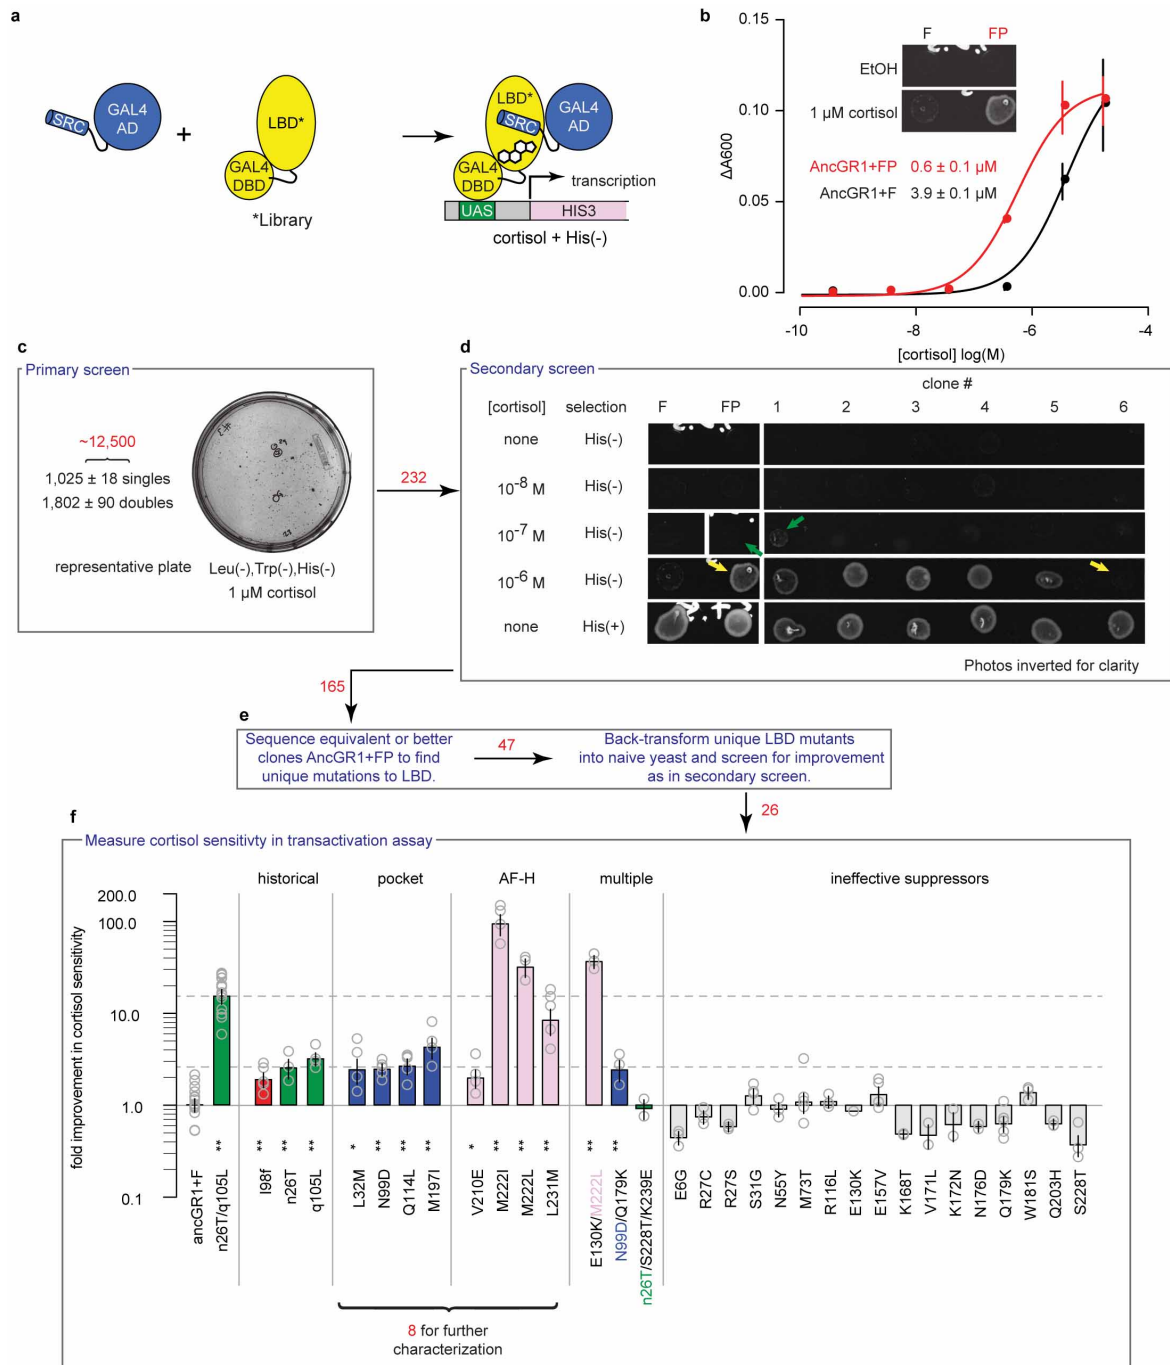 a
SRC
GAL4
AD
+
LBD*
GAL4
DBD
*Library
LBD*
SRC
GAL4
AD
GAL4
DBD
transcription
UAS
HIS3
cortisol + His(-)
b
0.15
0.10
0.05
0.00
ΔA600
F FP
EtOH
1 µM cortisol
AncGR1+FP 0.6 ± 0.1 µM
AncGR1+F 3.9 ± 0.1 µM
-10 -8 -6 -4
[cortisol] log(M)
c
Primary screen
~12,500
1,025 ± 18 singles
1,802 ± 90 doubles
representative plate
Leu(-),Trp(-),His(-)
1 µM cortisol
232
d
Secondary screen
clone #
[cortisol] selection F FP 1 2 3 4 5 6
none His(-)
10-8 M His(-)
10-7 M His(-)
10-6 M His(-)
none His(+)
Photos inverted for clarity
165
e
Sequence equivalent or better
clones AncGR1+FP to find
unique mutations to LBD.
47
Back-transform unique LBD mutants
into naive yeast and screen for improvement
as in secondary screen.
26
f
Measure cortisol sensitivty in transactivation assay
historical pocket AF-H multiple ineffective suppressors
fold improvement in cortisol sensitivity
200.0
100.0
10.0
1.0
0.1
** ** ** ** * ** ** ** * ** ** ** ** **
ancGR1+F
n26T/q105L
I98f
n26T
q105L
L32M
N99D
Q114L
M197I
V210E
M222I
M222L
L231M
E130K/M222L
N99D/Q179K
n26T/S228T/K239E
E6G
R27C
R27S
S31G
N55Y
M73T
R116L
E130K
E157V
K168T
V171L
K172N
N176D
Q179K
W181S
Q203H
S228T
8 for further
characterization